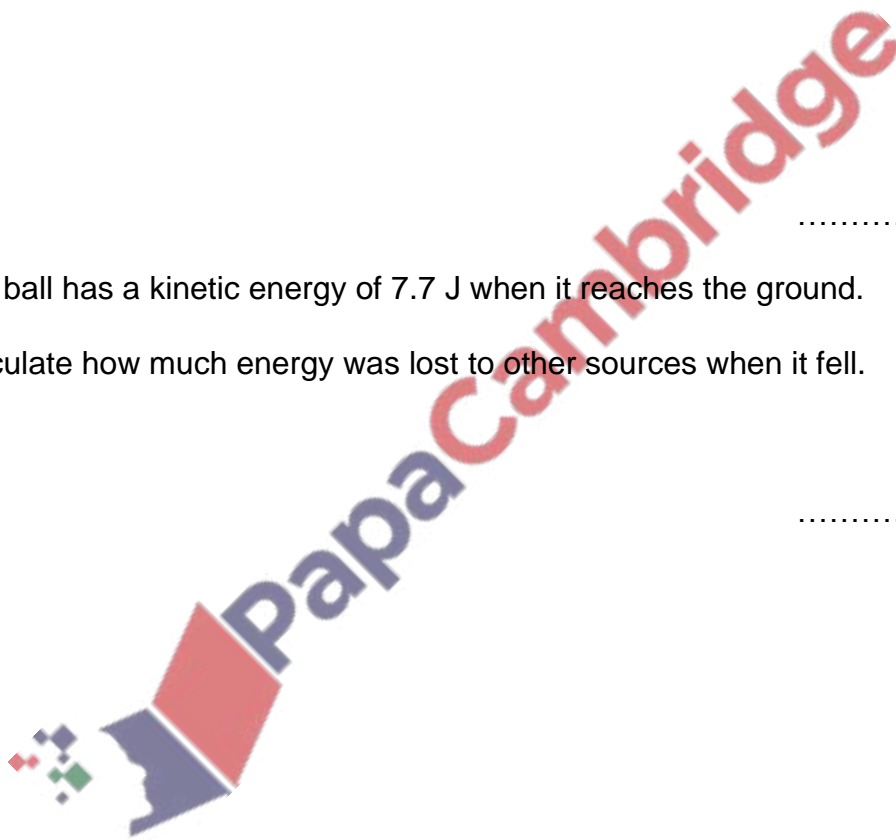 ...........
ball has a kinetic energy of 7.7 J when it reaches the ground.
culate how much energy was lost to other sources when it fell.
...........
PapaCambridge